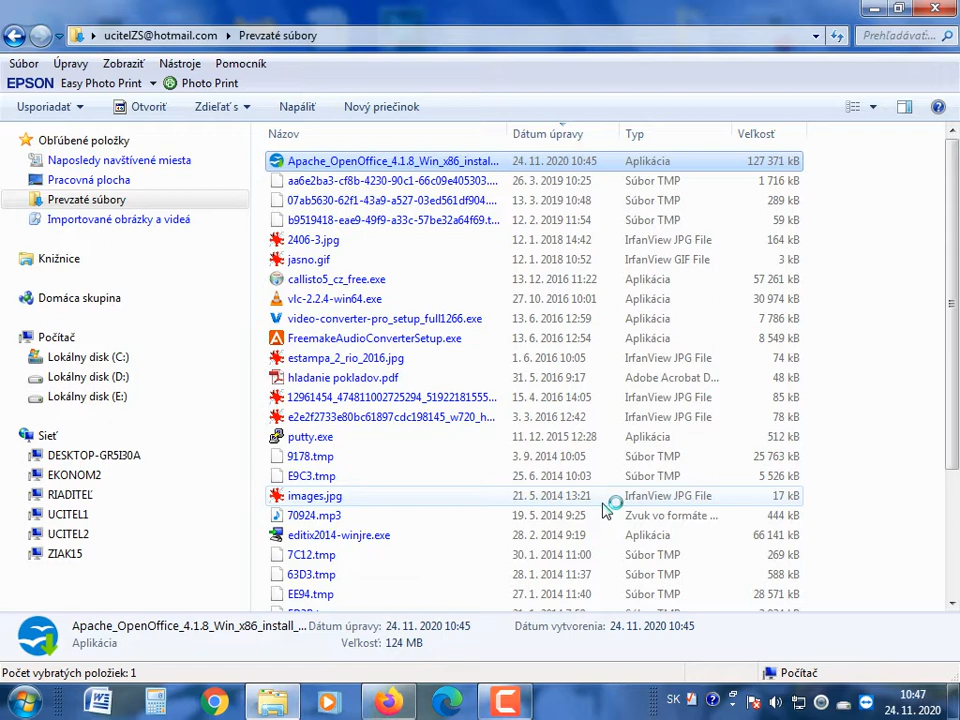 ucitelZS@hotmail.com Prevzaté súbory Prehľadávať...
Súbor Úpravy Zobraziť Nástroje Pomocník
EPSON Easy Photo Print Photo Print
Usporiadať Otvoriť Zdieľať s Napáliť Nový priečinok
Obľúbené položky
Naposledy navštívené miesta
Pracovná plocha
Prevzaté súbory
Importované obrázky a videá
Knižnice
Domáca skupina
Počítač
Lokálny disk (C:)
Lokálny disk (D:)
Lokálny disk (E:)
Sieť
DESKTOP-GR5I30A
EKONOM2
RIADITEĽ
UCITEL1
UCITEL2
ZIAK15
Názov Dátum úpravy Typ Veľkosť
Apache_OpenOffice_4.1.8_Win_x86_instal... 24. 11. 2020 10:45 Aplikácia 127 371 kB
aa6e2ba3-cf8b-4230-90c1-66c09e405303.... 26. 3. 2019 10:25 Súbor TMP 1 716 kB
07ab5630-62f1-43a9-a527-03ed561df904.... 13. 3. 2019 10:48 Súbor TMP 289 kB
b9519418-eae9-49f9-a33c-57be32a64f69.t... 12. 2. 2019 11:54 Súbor TMP 59 kB
2406-3.jpg 12. 1. 2018 14:42 IrfanView JPG File 164 kB
jasno.gif 12. 1. 2018 10:52 IrfanView GIF File 3 kB
callisto5_cz_free.exe 13. 12. 2016 11:22 Aplikácia 57 261 kB
vlc-2.2.4-win64.exe 27. 10. 2016 10:01 Aplikácia 30 974 kB
video-converter-pro_setup_full1266.exe 13. 6. 2016 12:59 Aplikácia 7 786 kB
FreemakeAudioConverterSetup.exe 13. 6. 2016 12:54 Aplikácia 8 549 kB
estampa_2_rio_2016.jpg 1. 6. 2016 10:05 IrfanView JPG File 74 kB
hladanie pokladov.pdf 31. 5. 2016 9:17 Adobe Acrobat D... 48 kB
12961454_474811002725294_51922181555... 15. 4. 2016 14:05 IrfanView JPG File 85 kB
e2e2f2733e80bc61897cdc198145_w720_h... 3. 3. 2016 12:42 IrfanView JPG File 78 kB
putty.exe 11. 12. 2015 12:28 Aplikácia 512 kB
9178.tmp 3. 9. 2014 10:05 Súbor TMP 25 763 kB
E9C3.tmp 25. 6. 2014 10:03 Súbor TMP 5 526 kB
images.jpg 21. 5. 2014 13:21 IrfanView JPG File 17 kB
70924.mp3 19. 5. 2014 9:25 Zvuk vo formáte ... 444 kB
editix2014-winjre.exe 28. 2. 2014 9:19 Aplikácia 66 141 kB
7C12.tmp 30. 1. 2014 11:00 Súbor TMP 269 kB
63D3.tmp 28. 1. 2014 11:37 Súbor TMP 588 kB
EE94.tmp 27. 1. 2014 11:40 Súbor TMP 28 571 kB
Apache_OpenOffice_4.1.8_Win_x86_install_... Dátum úpravy: 24. 11. 2020 10:45 Dátum vytvorenia: 24. 11. 2020 10:45
Aplikácia Veľkosť: 124 MB
Počet vybratých položiek: 1 Počítač
SK 10:47
24. 11. 2020